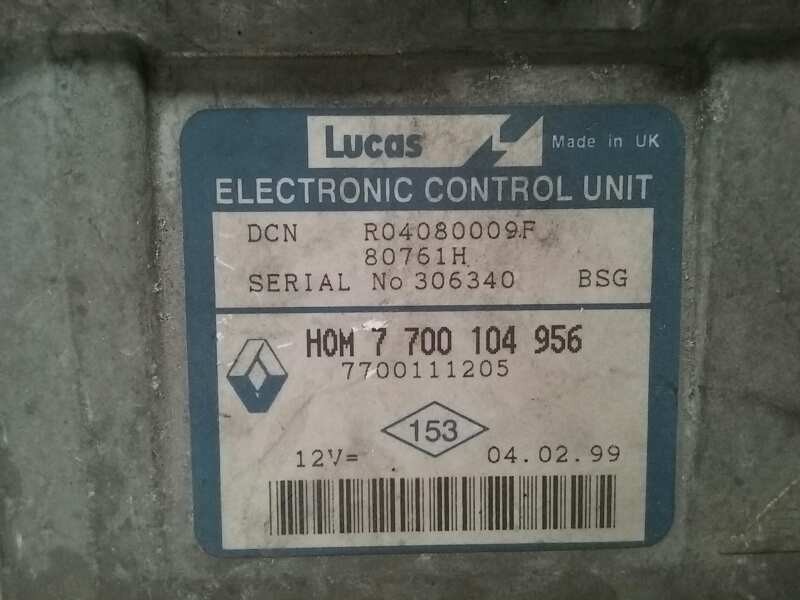 Lucas Made in UK
ELECTRONIC CONTROL UNIT
DCN R04080009F
80761H
SERIAL No 306340 BSG
HOM 7 700 104 956
7700111205
153
12V= 04.02.99